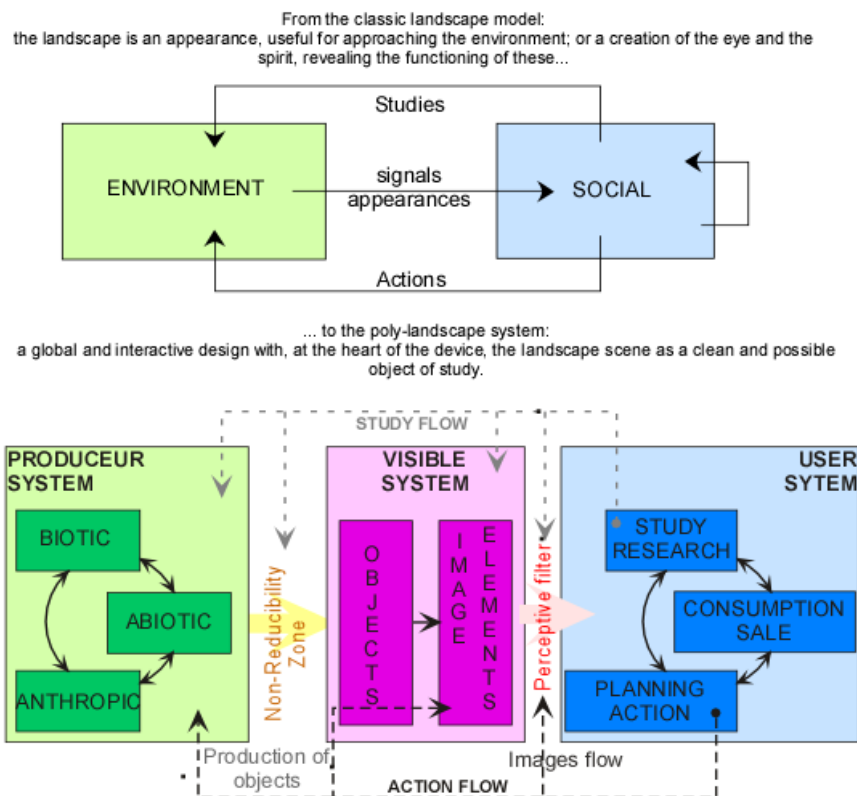 From the classic landscape model:
the landscape is an appearance, useful for approaching the environment; or a creation of the eye and the
spirit, revealing the functioning of these...
Studies
ENVIRONMENT
signals
appearances
SOCIAL
Actions
... to the poly-landscape system:
a global and interactive design with, at the heart of the device, the landscape scene as a clean and possible
object of study.
STUDY FLOW
PRODUCEUR
SYSTEM
VISIBLE
SYSTEM
USER
SYTEM
BIOTIC
ABIOTIC
ANTHROPIC
Non-Reducibility
Zone
OBJECTS
IMAGE
ELEMENTS
Perceptive filter
STUDY
RESEARCH
CONSUMPTION
SALE
PLANNING
ACTION
Production of
objects
Images flow
ACTION FLOW